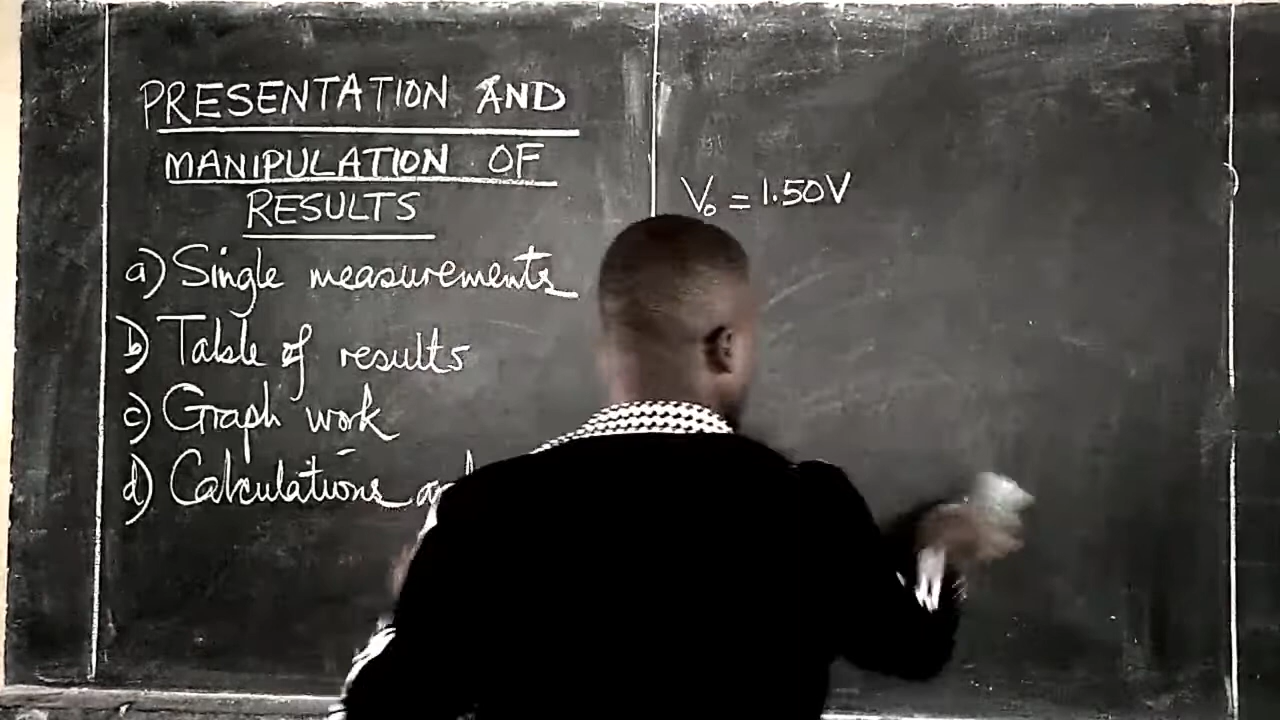 PRESENTATION AND
MANIPULATION OF
RESULTS
a) Single measurements
b) Table of results
c) Graph work
d) Calculations
V₀ = 1.50V